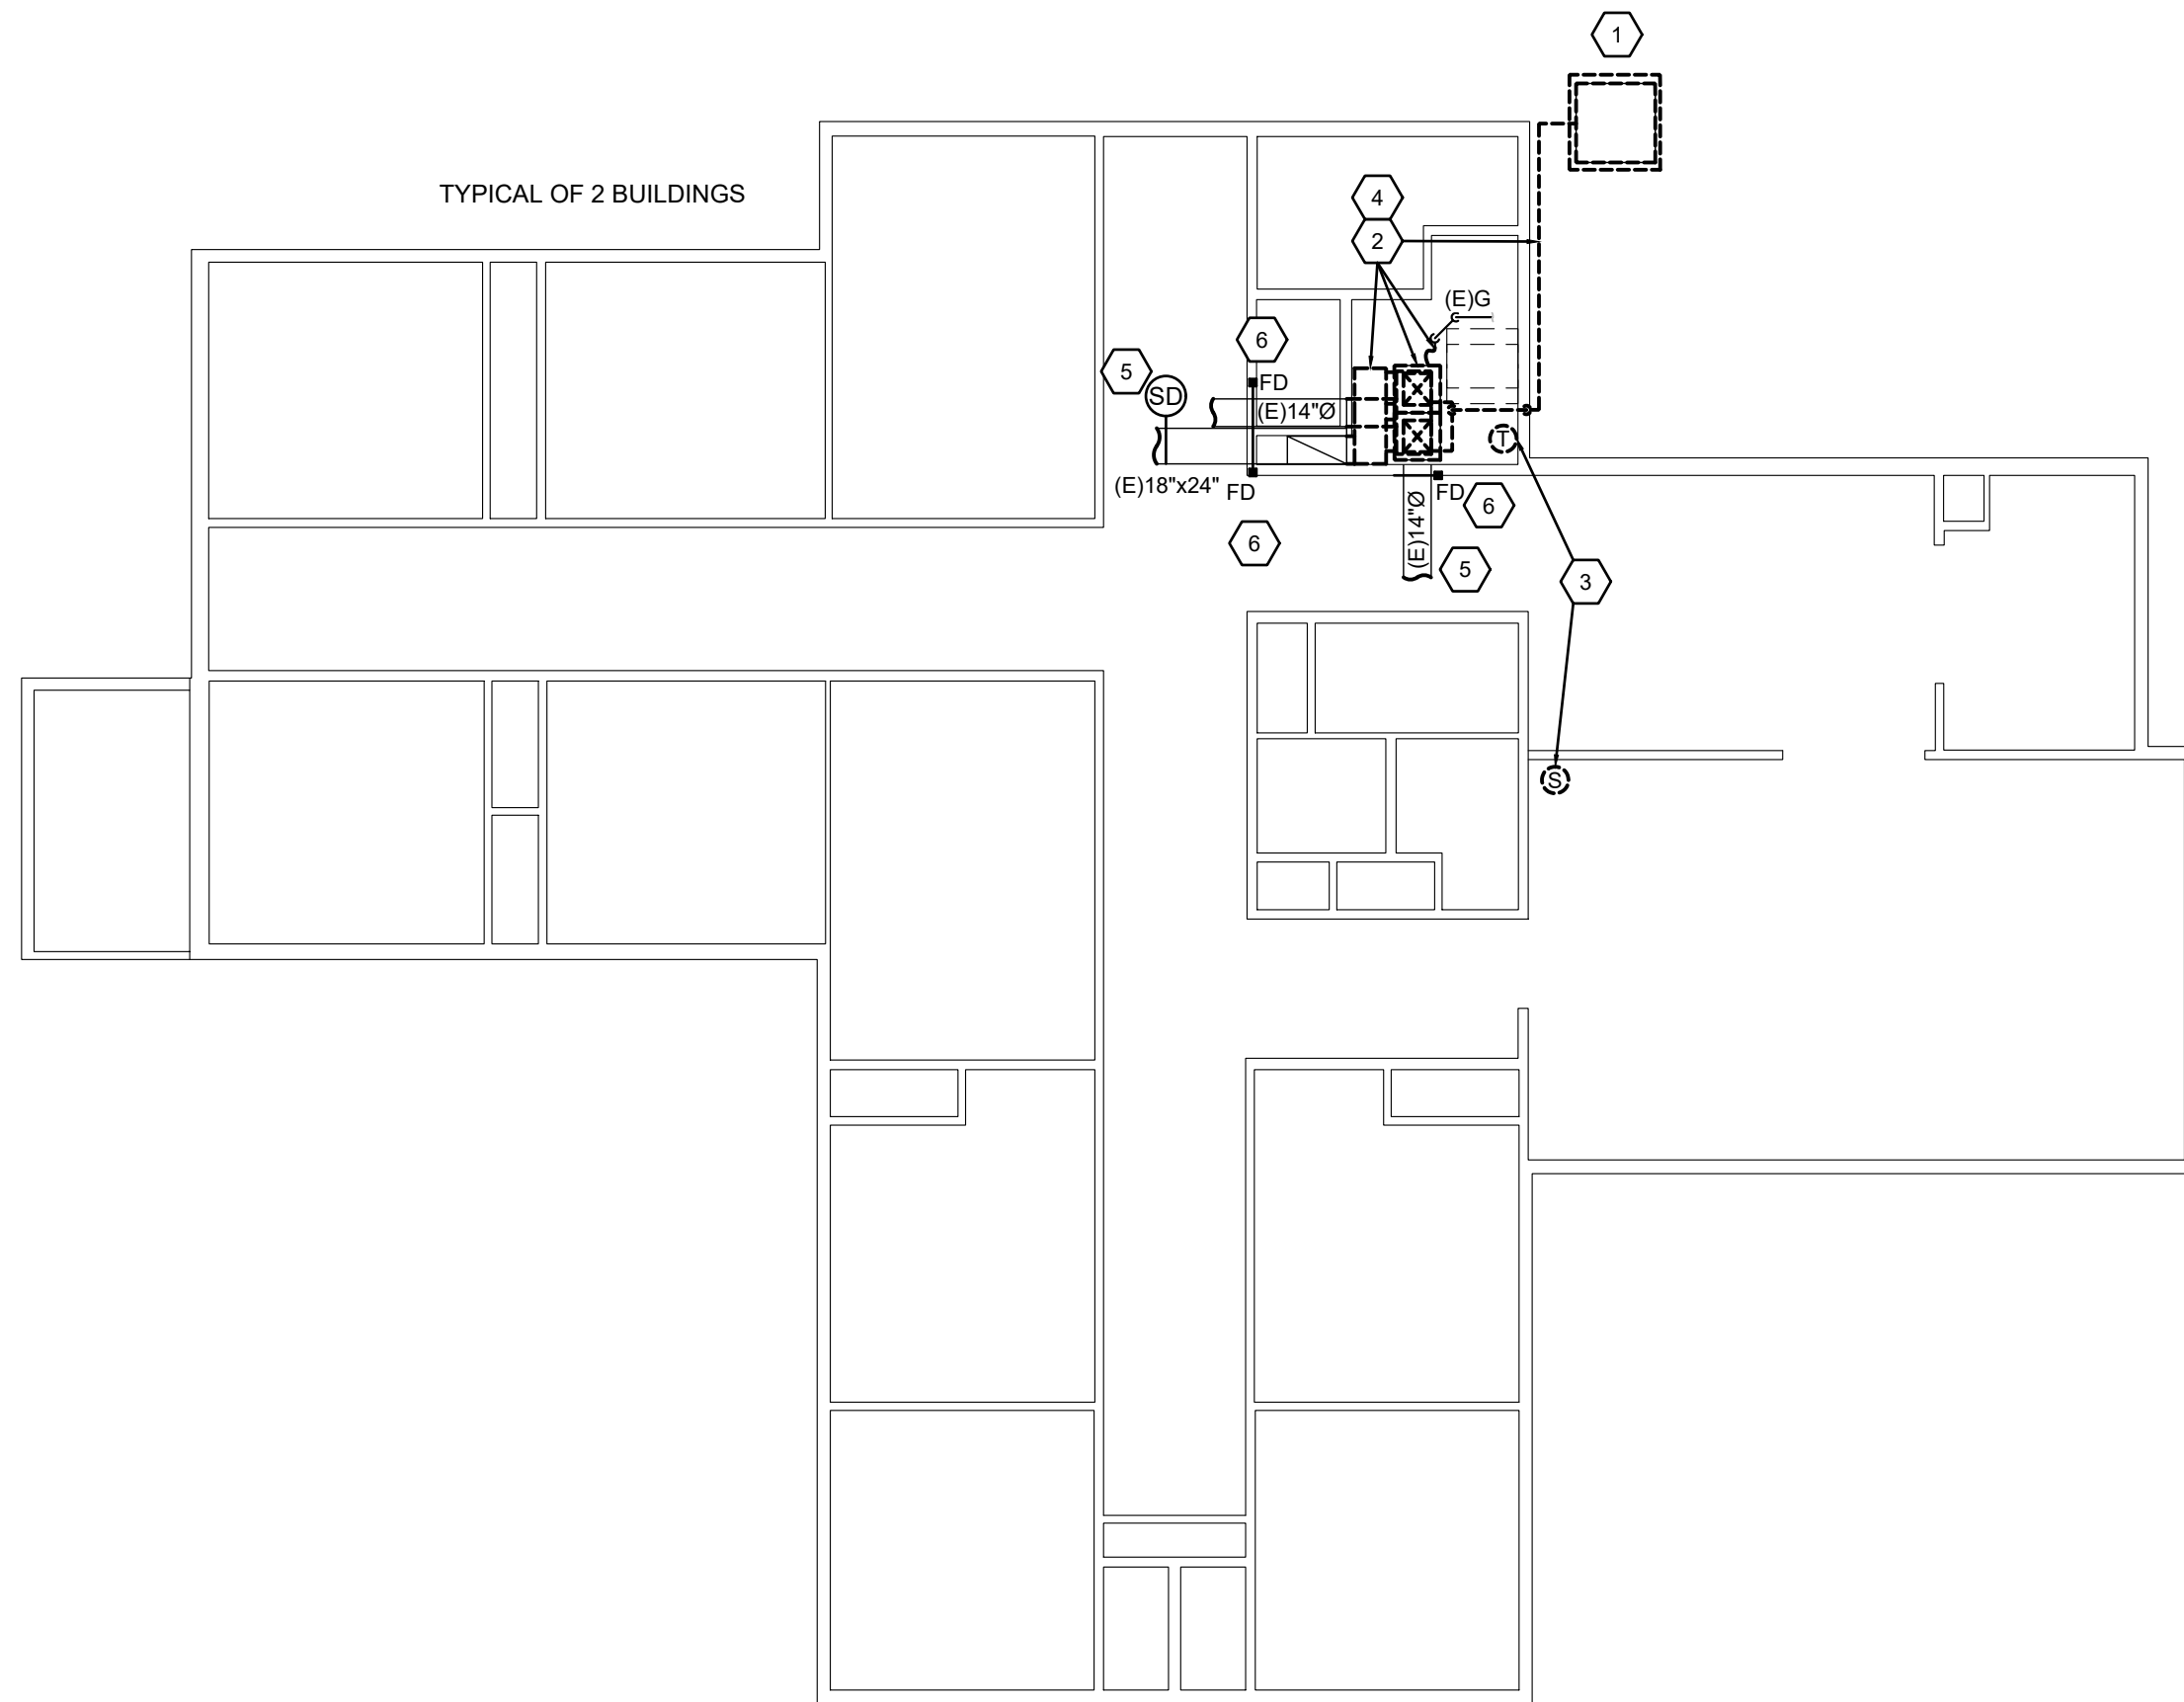 1
TYPICAL OF 2 BUILDINGS
4
2
(E)G
6
5
FD
SD
(E)14"Ø
T
(E)18"x24"
FD
FD
6
(E)14"Ø
6
5
3
S